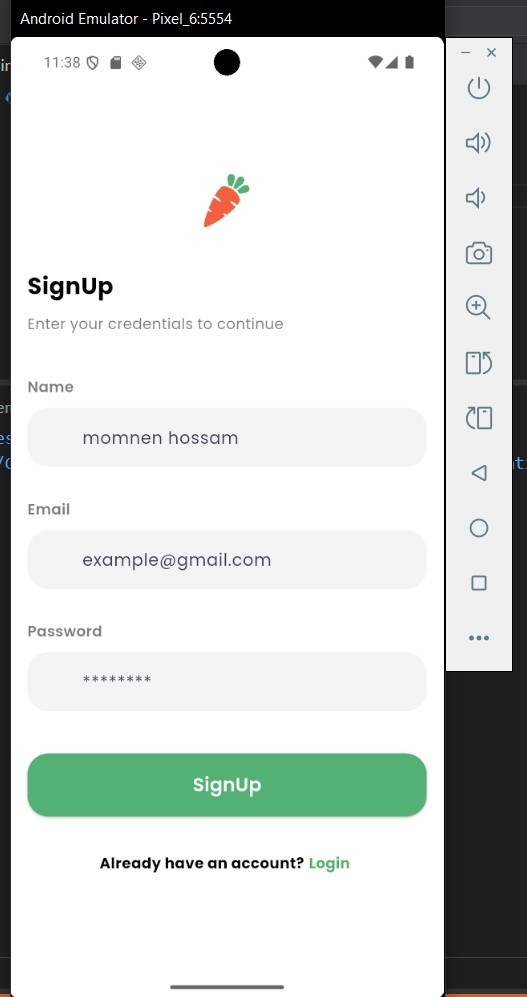 Android Emulator - Pixel_6:5554
11:38
SignUp
Enter your credentials to continue
Name
momnen hossam
Email
example@gmail.com
Password
********
SignUp
Already have an account? Login